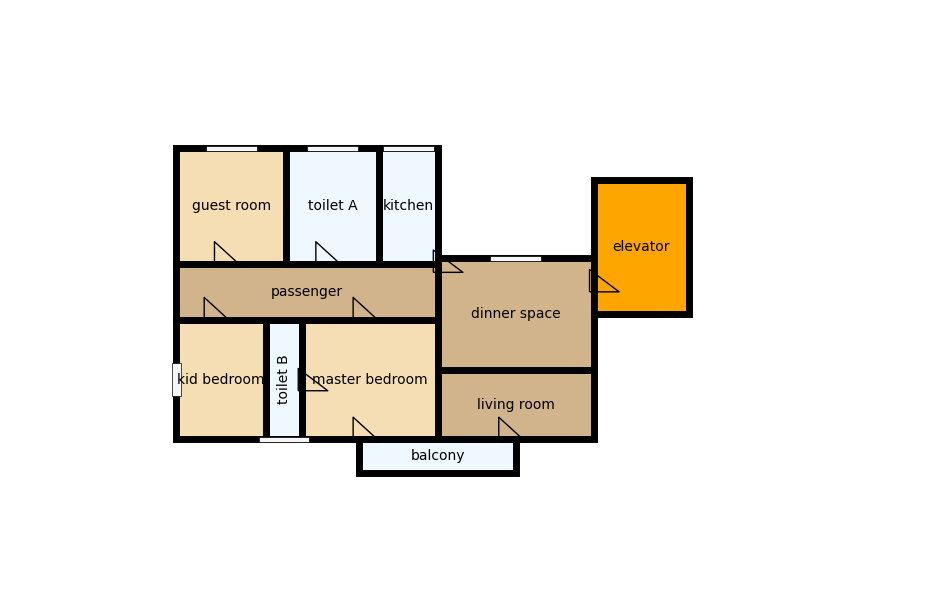 guest room
toilet A
kitchen
elevator
passenger
dinner space
kid bedroom
toilet B
master bedroom
living room
balcony